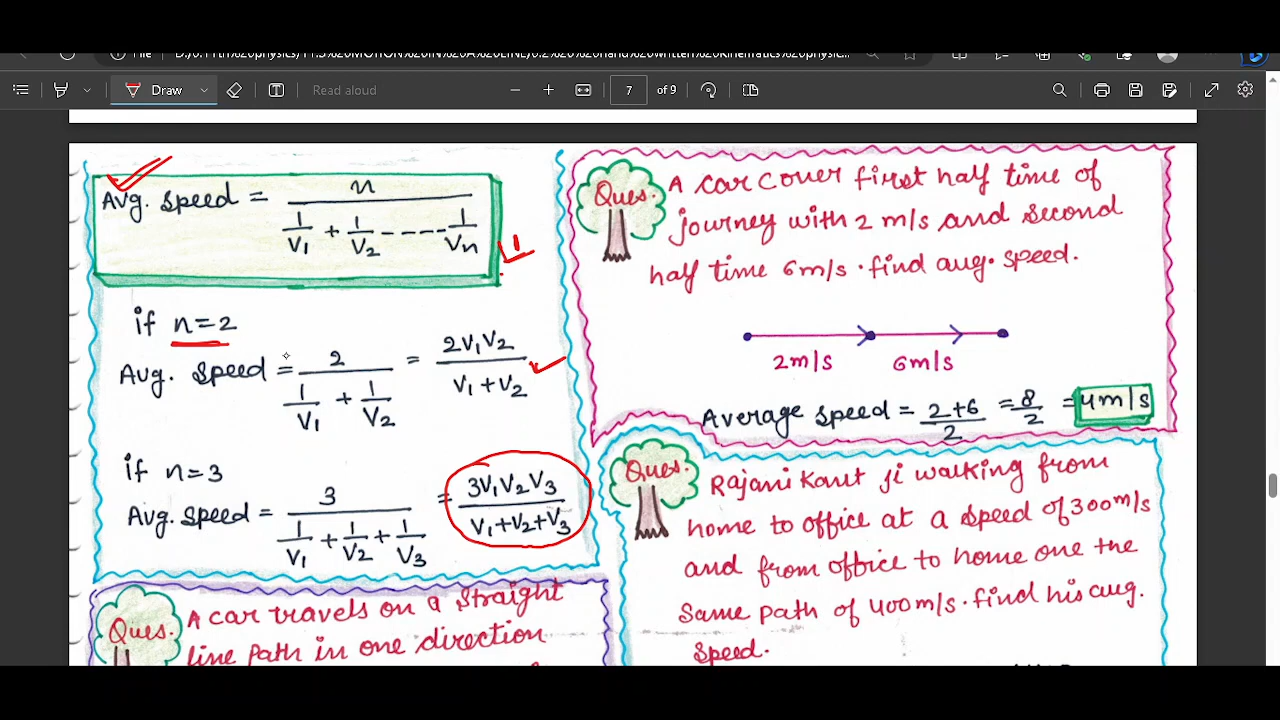 Draw
Read aloud
7 of 9
Avg. speed = n / (1/V1 + 1/V2 ----- 1/Vn)
1
if n=2
Avg. speed = 2 / (1/V1 + 1/V2) = 2V1V2 / (V1+V2)
if n=3
Avg. speed = 3 / (1/V1 + 1/V2 + 1/V3) = 3V1V2V3 / (V1+V2+V3)
Ques. A car travels on a straight
line path in one direction
Ques. A car cover first half time of
journey with 2 m/s and second
half time 6m/s. find avg. speed.
2m/s 6m/s
Average speed = (2+6)/2 = 8/2 = 4m/s
Ques. Rajani Kant Ji walking from
home to office at a speed of 300m/s
and from office to home one the
same path of 400m/s. find his avg.
speed.